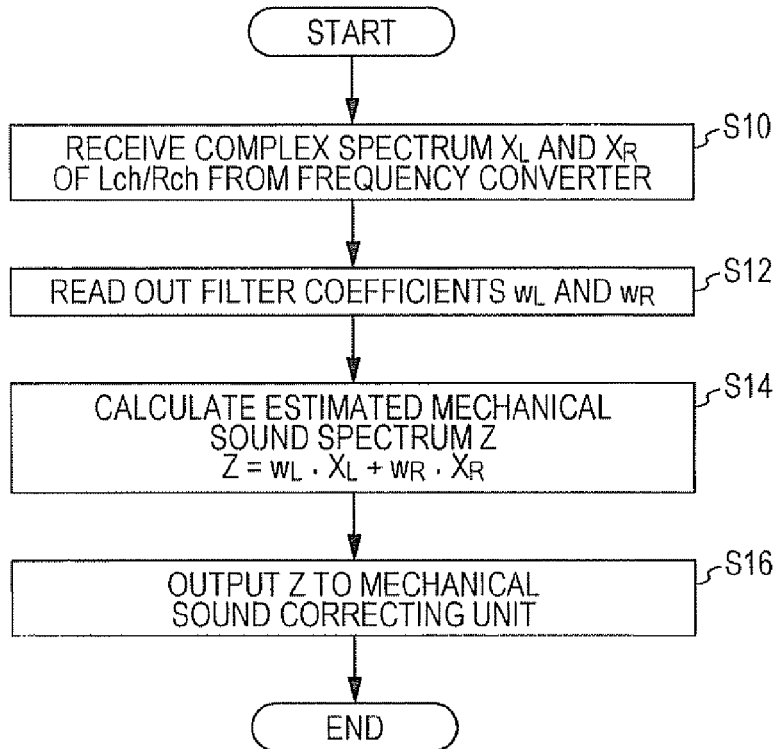 START
S10
RECEIVE COMPLEX SPECTRUM XL AND XR
OF Lch/Rch FROM FREQUENCY CONVERTER
S12
READ OUT FILTER COEFFICIENTS wL AND wR
S14
CALCULATE ESTIMATED MECHANICAL
SOUND SPECTRUM Z
Z = wL · XL + wR · XR
S16
OUTPUT Z TO MECHANICAL
SOUND CORRECTING UNIT
END